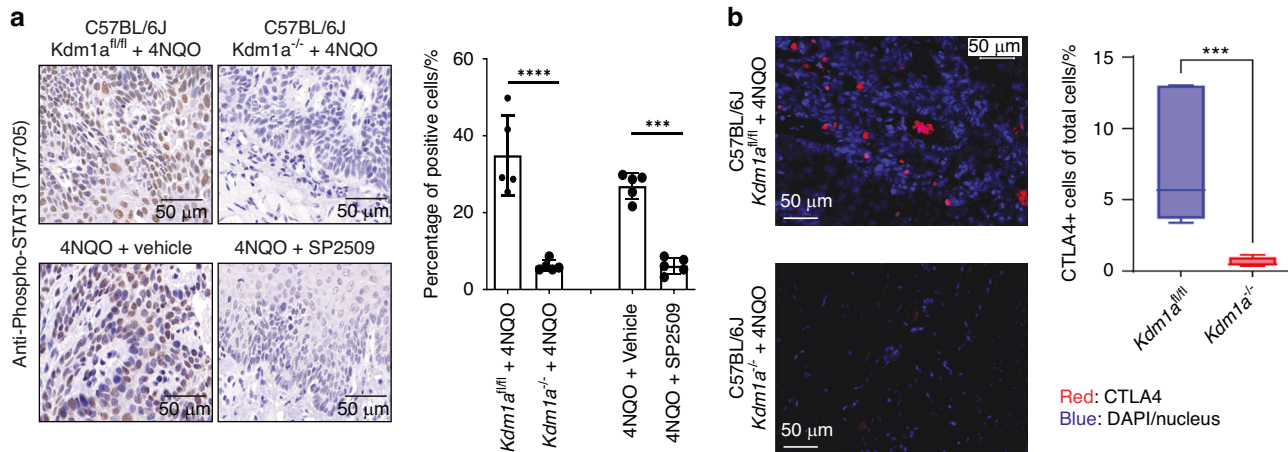 a
C57BL/6J
Kdm1a^fl/fl + 4NQO
C57BL/6J
Kdm1a^-/- + 4NQO
Anti-Phospho-STAT3 (Tyr705)
50 µm
50 µm
4NQO + vehicle
4NQO + SP2509
50 µm
50 µm
Percentage of positive cells/%
60
40
20
0
****
***
Kdm1a^fl/fl + 4NQO
Kdm1a^-/- + 4NQO
4NQO + Vehicle
4NQO + SP2509
b
C57BL/6J
Kdm1a^fl/fl + 4NQO
50 µm
50 µm
C57BL/6J
Kdm1a^-/- + 4NQO
50 µm
CTLA4+ cells of total cells/%
15
10
5
0
***
Kdm1a^fl/fl
Kdm1a^-/-
Red: CTLA4
Blue: DAPI/nucleus